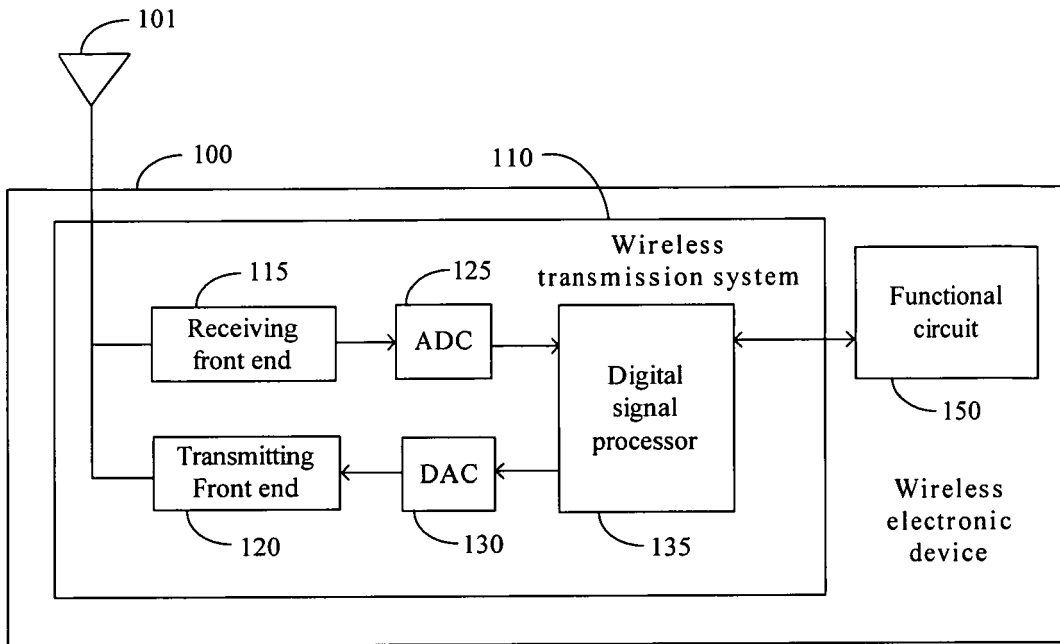 101
100
110
Wireless
transmission system
115
125
Receiving
front end
ADC
Functional
circuit
Digital
signal
processor
150
Transmitting
Front end
DAC
120
130
135
Wireless
electronic
device